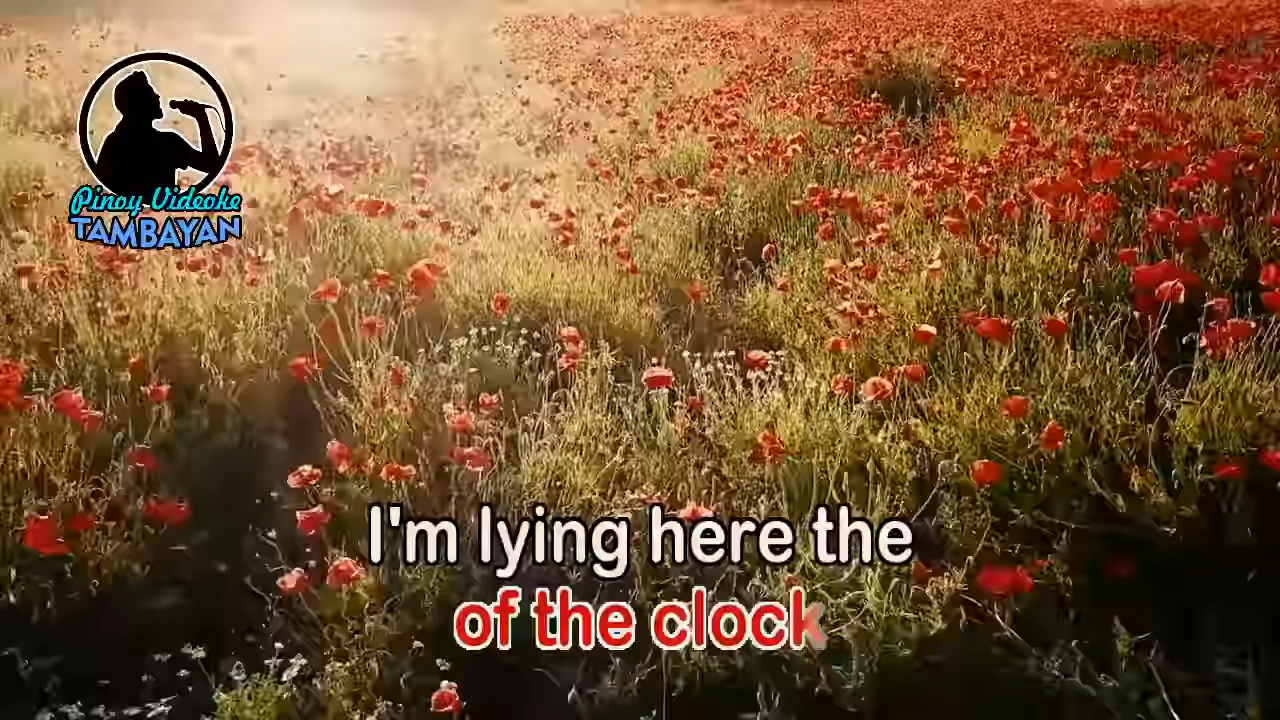 Pinoy Videoke
TAMBAYAN
I'm lying here the
of the clock